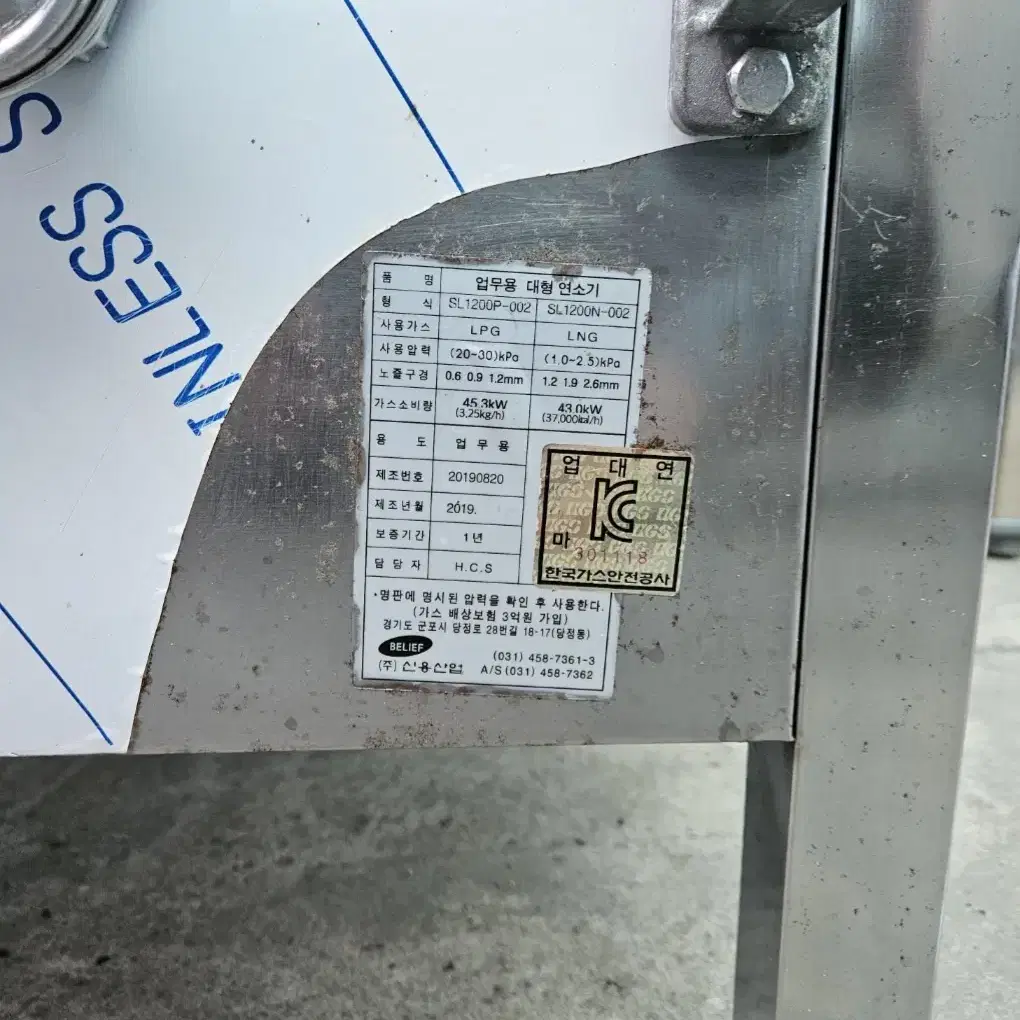 S
INLESS
품 명 업무용 대형 연소기
형 식 SL1200P-002 SL1200N-002
사용가스 LPG LNG
사용압력 (20~30)kPa (1.0~2.5)kPa
노즐구경 0.6 0.9 1.2mm 1.2 1.9 2.6mm
가스소비량 45.3kW 43.0kW
(3.25kg/h) (37,000kal/h)
용 도 업 무 용
제조번호 20190820
제조년월 2019.
보증기간 1년
담 당 자 H.C.S
업 대 연
KC
마 301118
한국가스안전공사
*명판에 명시된 압력을 확인 후 사용한다.
(가스 배상보험 3억원 가입)
경기도 군포시 당정로 28번길 18-17(당정동)
BELIEF
(031) 458-7361-3
(주) 신용산업 A/S (031) 458-7362